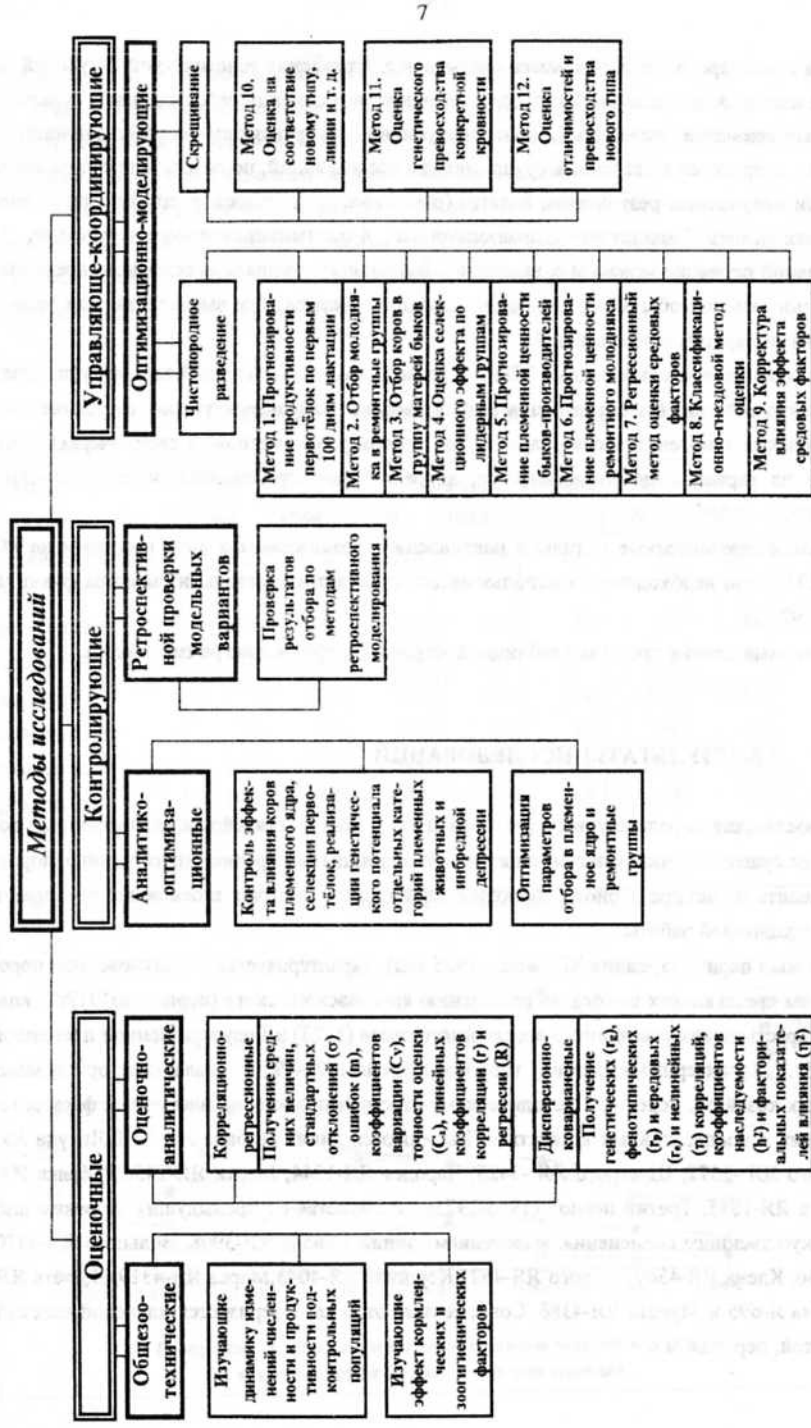 7
Методы исследований
Оценочные
Контролирующие
Управляюще-координирующие
Общезоо-
технические
Оценочно-
аналитические
Аналитико-
оптимиза-
ционные
Ретроспектив-
ной проверки
модельных
вариантов
Оптимизационно-моделирующие
Изучающие
динамику изме-
нений числен-
ности и продук-
тивности под-
контрольных
популяций
Изучающие
эффект кормле-
ческих и
зоогигиенических
факторов
Корреляционно-
регрессионные
Получение сред-
них величин,
стандартных
отклонений (σ)
ошибок (m),
коэффициентов
вариации (Cv),
точности оценки
линейных
коэффициентов
корреляции (r) и
регрессии (R)
Дисперсионно-
ковариансные
Получение
генетических
фенотипических
и средовых
и нелинейных
(η) корреляций,
коэффициентов
наследуемости
(h²) и фактори-
альныпоказате-
лей влияния (η²)
Контроль эффек-
та влияния коров
племенного ядра,
селекции перво-
тёлок, реализа-
ции генетичес-
кого потенциала
отдельных кате-
горий племенных
животных и
инбредной
депрессии
Оптимизация
параметров
отбора в племен-
ное ядро и
ремонтные
группы
Проверка
результатов
отбора по
методам
ретроспективного
моделирования
Чистопородное
разведение
Метод 1. Прогнозирова-
ние продуктивности
первотёлок по первым
100 дням лактации
Метод 2. Отбор молодня-
ка в ремонтные группы
Метод 3. Отбор коров в
группу матерей быков
Метод 4. Оценка селек-
ционного эффекта по
лидерным группам
Метод 5. Прогнозирова-
ние племенной ценности
быков-производителей
Метод 6. Прогнозирова-
ние племенной ценности
ремонтного молодняка
Метод 7. Регрессионный
метод оценки средовых
факторов
Метод 8. Классификаци-
онно-гнездовой метод
оценки
Метод 9. Корректура
влияния эффекта
средовых факторов
Скрещивание
Метод 10.
Оценка на
соответствие
новому типу,
линии и т. д.
Метод 11.
Оценка
генетического
превосходства
конкретной
кровности
Метод 12.
Оценка
отличимостей и
превосходства
нового типа